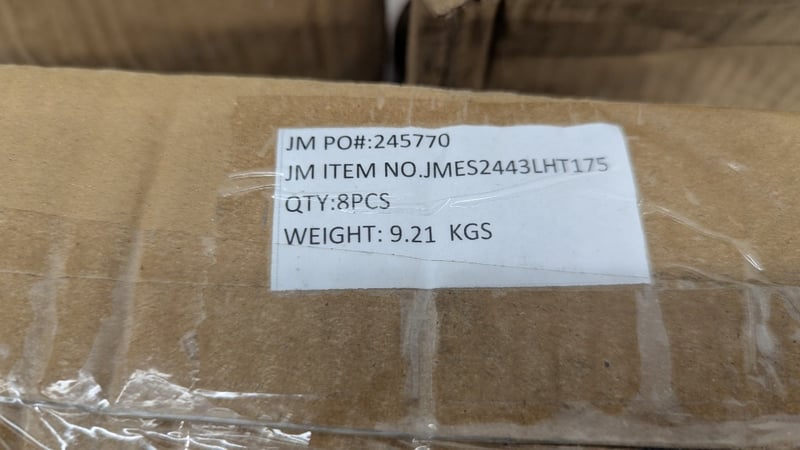 JM PO#:245770
JM ITEM NO.JMES2443LHT175
QTY:8PCS
WEIGHT: 9.21 KGS